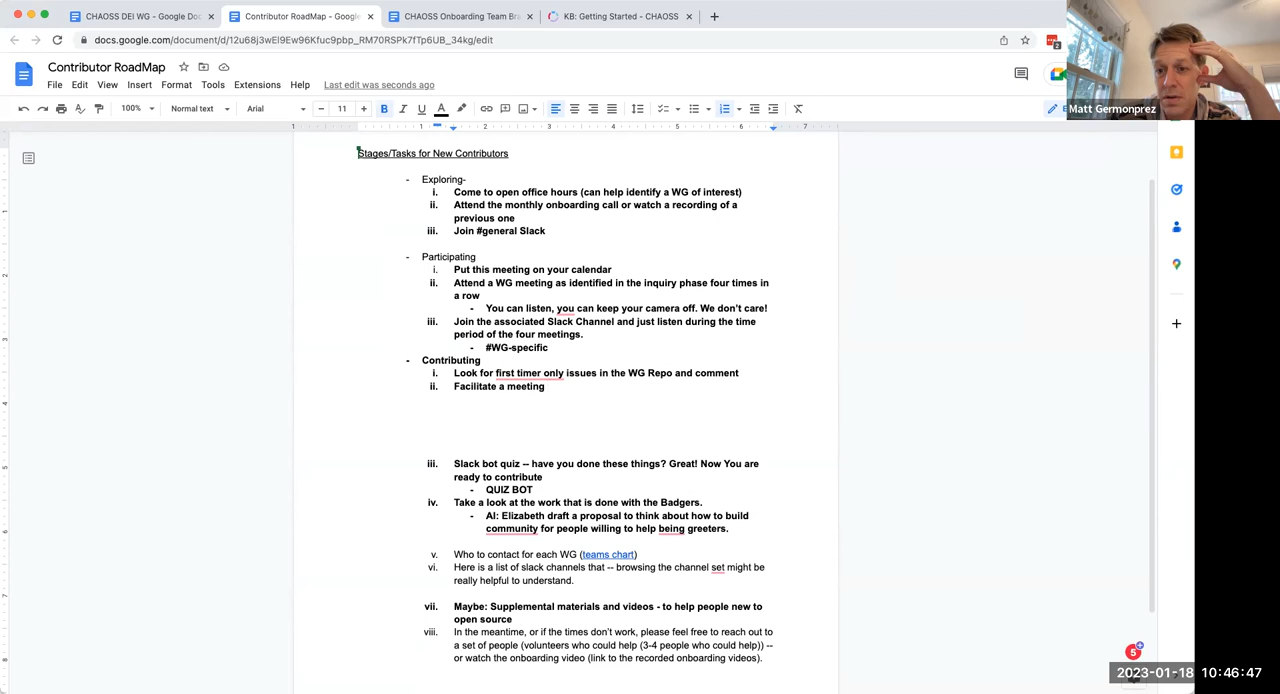 CHAOSS DEI WG - Google Doc
Contributor RoadMap - Google
CHAOSS Onboarding Team Bra
KB: Getting Started - CHAOSS
docs.google.com/document/d/12u68j3wEl9Ew96Kfuc9pbp_RM70RSPk7fTp6UB_34kg/edit
2
Contributor RoadMap
File Edit View Insert Format Tools Extensions Help Last edit was seconds ago
Matt Germonprez
100% Normal text Arial 11 B I U A
1 1 2 3 4 5 6 7
Stages/Tasks for New Contributors
- Exploring-
i. Come to open office hours (can help identify a WG of interest)
ii. Attend the monthly onboarding call or watch a recording of a
previous one
iii. Join #general Slack
- Participating
i. Put this meeting on your calendar
ii. Attend a WG meeting as identified in the inquiry phase four times in
a row
- You can listen, you can keep your camera off. We don't care!
iii. Join the associated Slack Channel and just listen during the time
period of the four meetings.
- #WG-specific
- Contributing
i. Look for first timer only issues in the WG Repo and comment
ii. Facilitate a meeting
iii. Slack bot quiz -- have you done these things? Great! Now You are
ready to contribute
- QUIZ BOT
iv. Take a look at the work that is done with the Badgers.
- AI: Elizabeth draft a proposal to think about how to build
community for people willing to help being greeters.
v. Who to contact for each WG (teams chart)
vi. Here is a list of slack channels that -- browsing the channel set might be
really helpful to understand.
vii. Maybe: Supplemental materials and videos - to help people new to
open source
viii. In the meantime, or if the times don't work, please feel free to reach out to
a set of people (volunteers who could help (3-4 people who could help)) --
or watch the onboarding video (link to the recorded onboarding videos).
5
2023-01-18 10:46:47